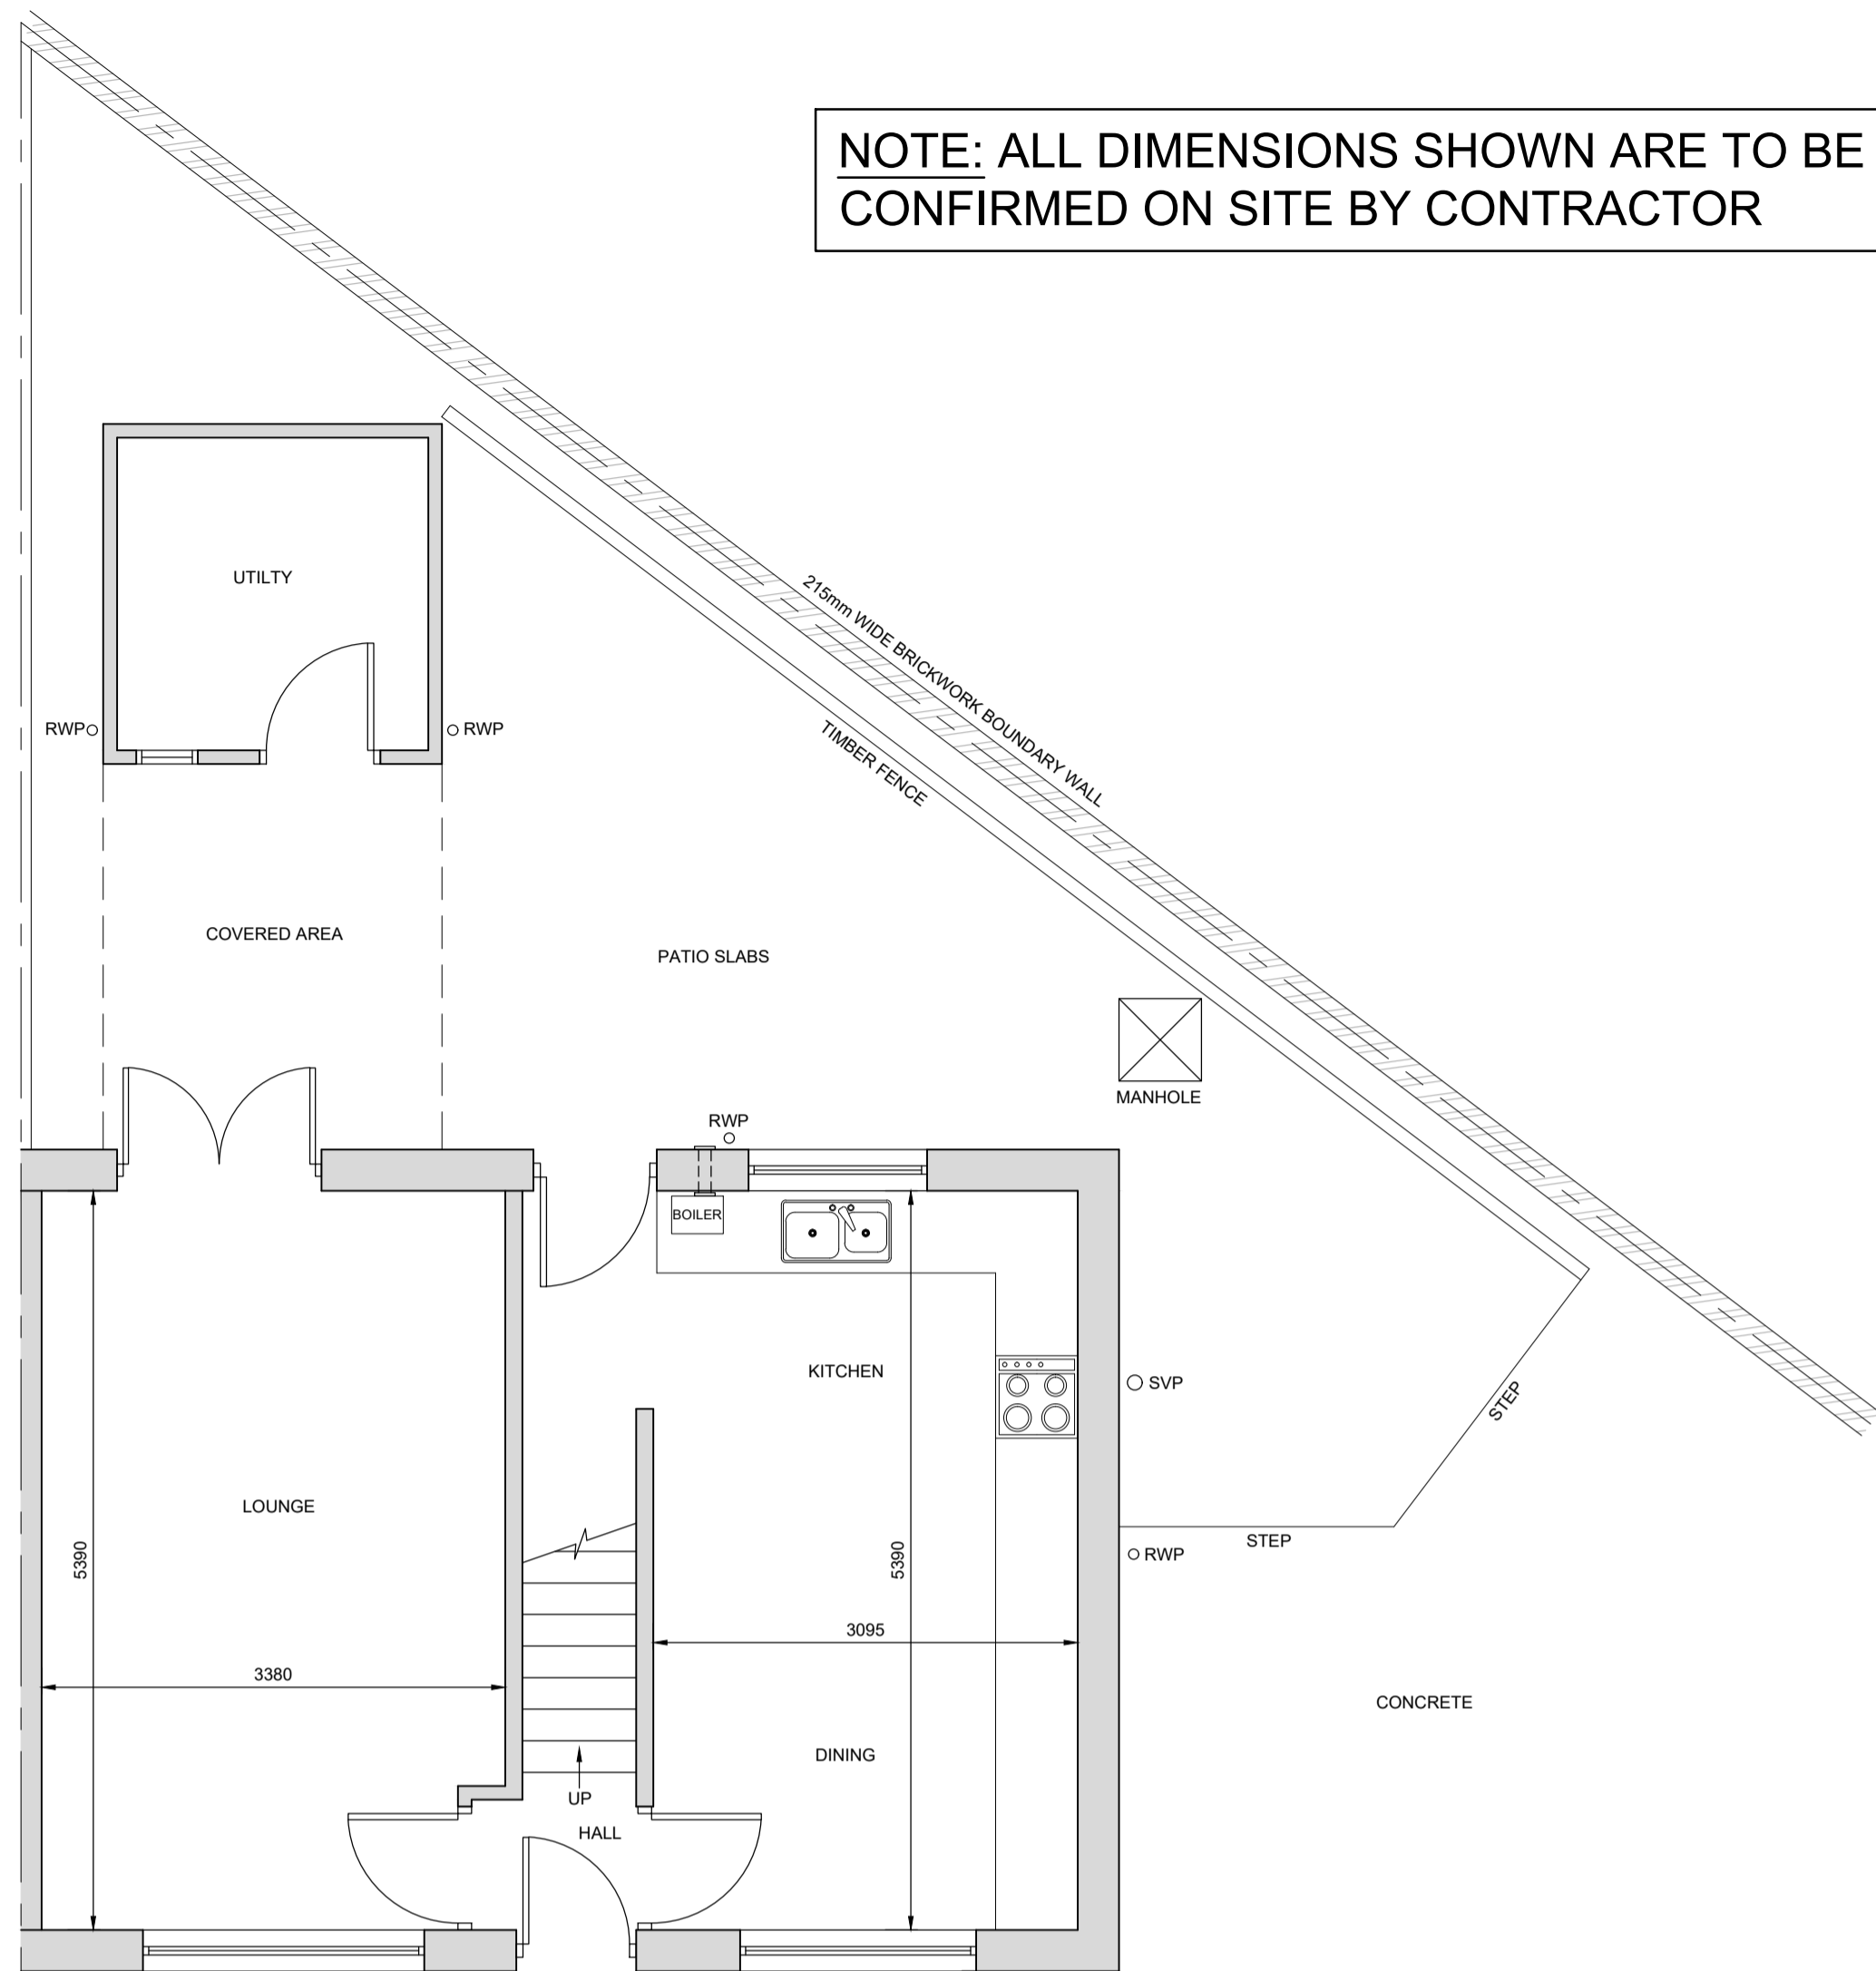 NOTE: ALL DIMENSIONS SHOWN ARE TO BE
CONFIRMED ON SITE BY CONTRACTOR
UTILTY
215mm WIDE BRICKWORK BOUNDARY WALL
TIMBER FENCE
RWP
RWP
COVERED AREA
PATIO SLABS
MANHOLE
RWP
BOILER
KITCHEN
SVP
STEP
LOUNGE
STEP
RWP
5390
5390
3095
3380
CONCRETE
DINING
UP
HALL